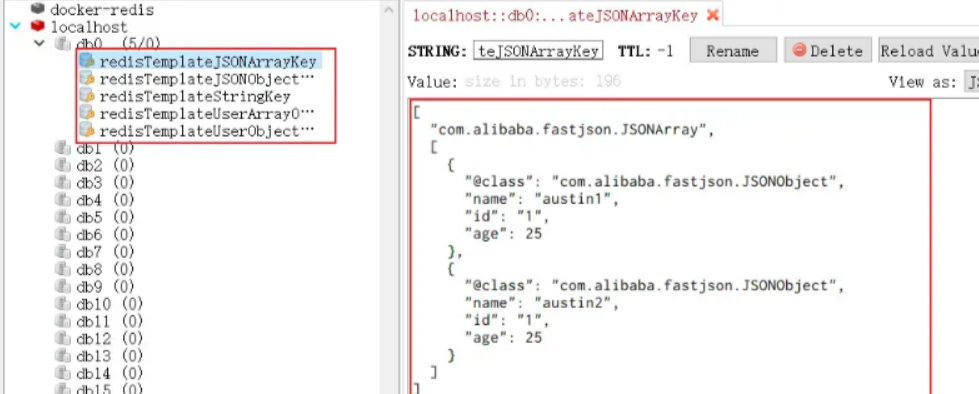 docker-redis
localhost
db0 (5/0)
redisTemplateJSONArrayKey
redisTemplateJSONObject···
redisTemplateStringKey
redisTemplateUserArrayO···
redisTemplateUserObject···
db1 (0)
db2 (0)
db3 (0)
db4 (0)
db5 (0)
db6 (0)
db7 (0)
db8 (0)
db9 (0)
db10 (0)
db11 (0)
db12 (0)
db13 (0)
db14 (0)
db15 (0)
localhost::db0:...ateJSONArrayKey
STRING: teJSONArrayKey TTL: -1 Rename Delete Reload Valu
Value: size in bytes: 196 View as: JS
[
"com.alibaba.fastjson.JSONArray",
[
{
"@class": "com.alibaba.fastjson.JSONObject",
"name": "austin1",
"id": "1",
"age": 25
},
{
"@class": "com.alibaba.fastjson.JSONObject",
"name": "austin2",
"id": "1",
"age": 25
}
]
]